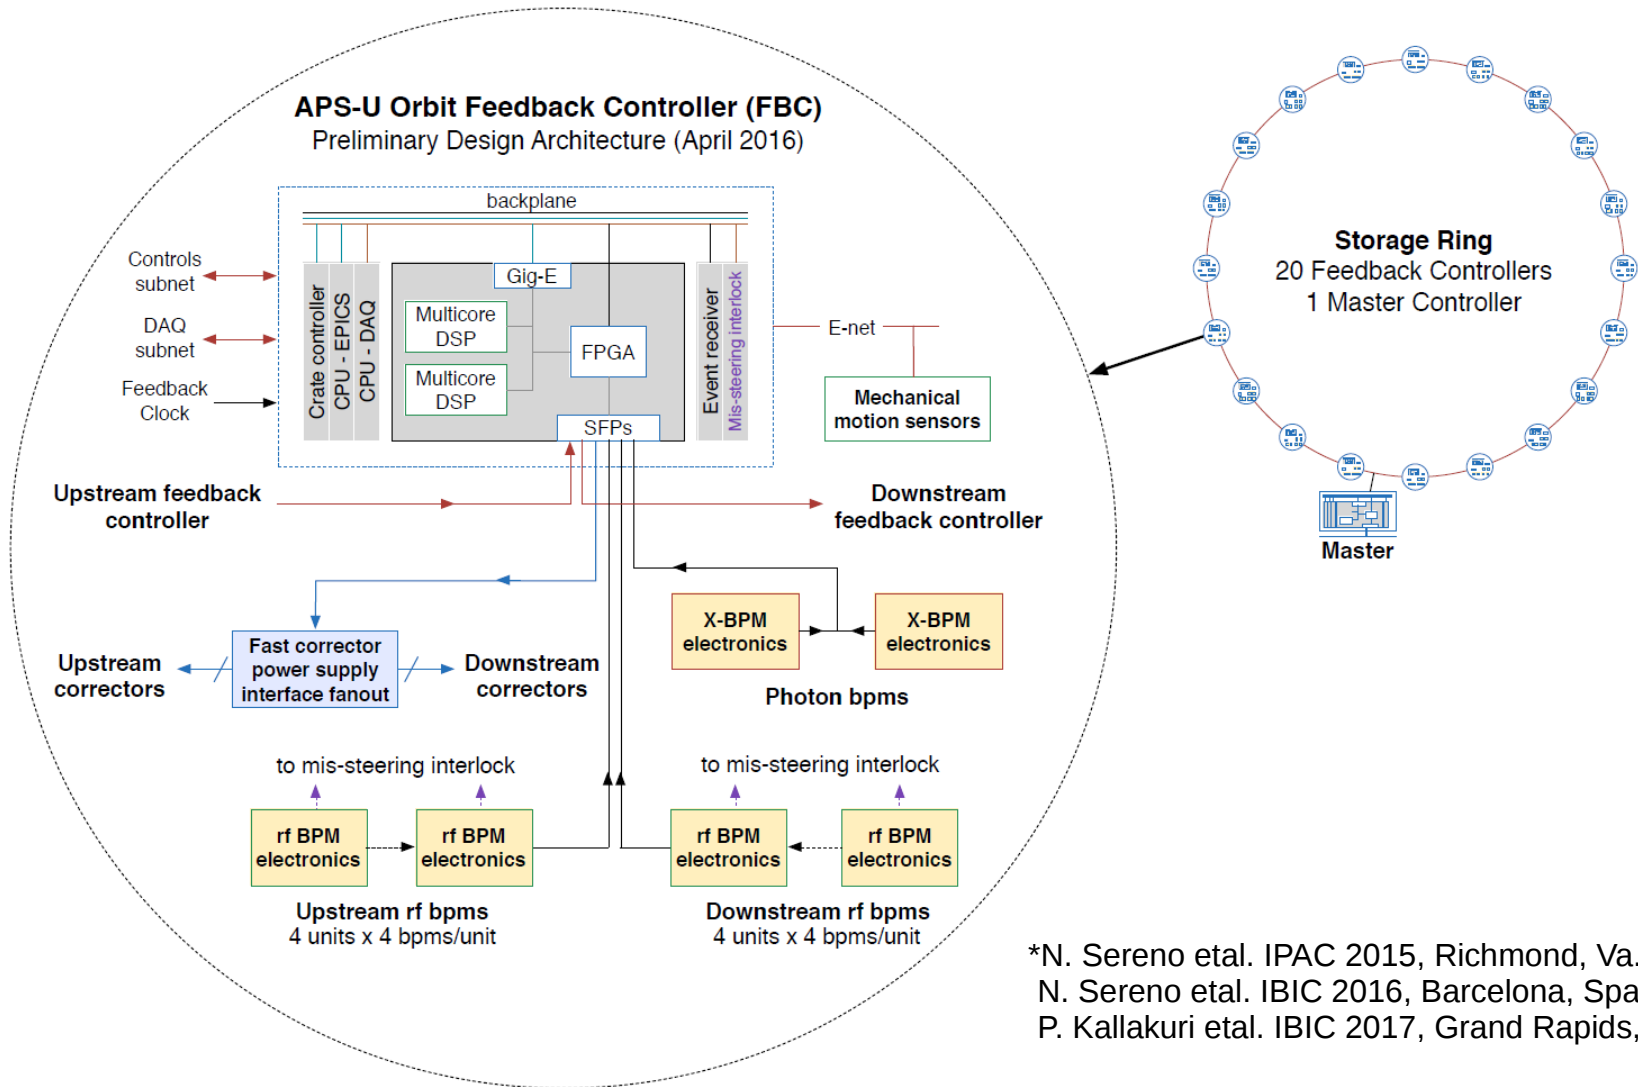 APS-U Orbit Feedback Controller (FBC)
Preliminary Design Architecture (April 2016)
backplane
Controls
subnet
DAQ
subnet
Feedback
Clock
Crate controller
CPU - EPICS
CPU - DAQ
Gig-E
Multicore
DSP
Multicore
DSP
FPGA
SFPs
Event receiver
Mis-steering interlock
E-net
Mechanical
motion sensors
Upstream feedback
controller
Downstream
feedback controller
Upstream
correctors
Fast corrector
power supply
interface fanout
Downstream
correctors
X-BPM
electronics
X-BPM
electronics
Photon bpms
to mis-steering interlock
to mis-steering interlock
rf BPM
electronics
rf BPM
electronics
rf BPM
electronics
rf BPM
electronics
Upstream rf bpms
4 units x 4 bpms/unit
Downstream rf bpms
4 units x 4 bpms/unit
Storage Ring
20 Feedback Controllers
1 Master Controller
Master
*N. Sereno etal. IPAC 2015, Richmond, Va.
N. Sereno etal. IBIC 2016, Barcelona, Spa
P. Kallakuri etal. IBIC 2017, Grand Rapids,